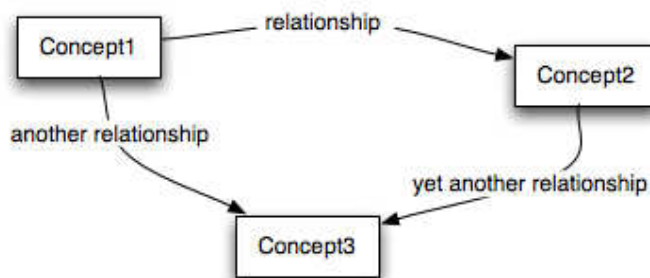 relationship
Concept1
Concept2
another relationship
yet another relationship
Concept3